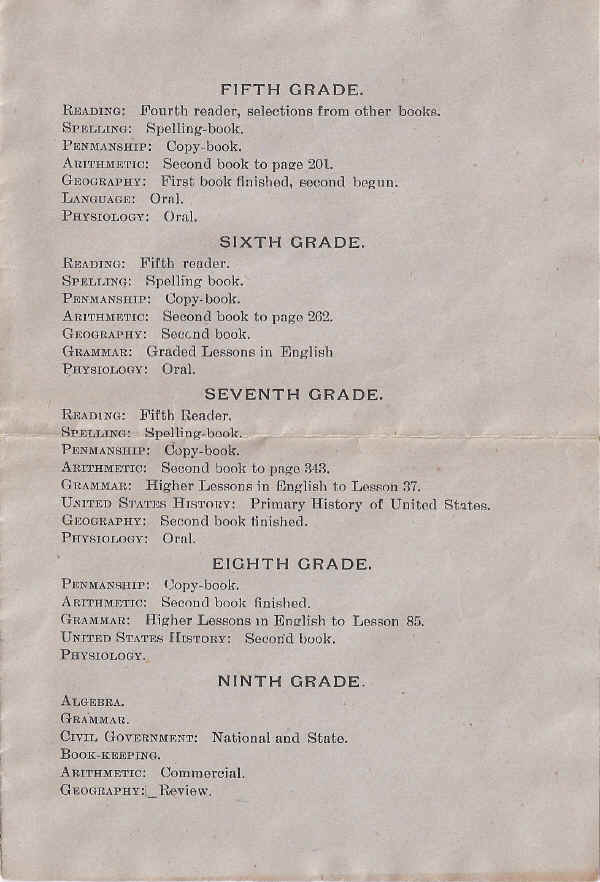 FIFTH GRADE.
READING: Fourth reader, selections from other books.
SPELLING: Spelling-book.
PENMANSHIP: Copy-book.
ARITHMETIC: Second book to page 201.
GEOGRAPHY: First book finished, second begun.
LANGUAGE: Oral.
PHYSIOLOGY: Oral.
SIXTH GRADE.
READING: Fifth reader.
SPELLING: Spelling book.
PENMANSHIP: Copy-book.
ARITHMETIC: Second book to page 262.
GEOGRAPHY: Second book.
GRAMMAR: Graded Lessons in English
PHYSIOLOGY: Oral.
SEVENTH GRADE.
READING: Fifth Reader.
SPELLING: Spelling-book.
PENMANSHIP: Copy-book.
ARITHMETIC: Second book to page 343.
GRAMMAR: Higher Lessons in English to Lesson 37.
UNITED STATES HISTORY: Primary History of United States.
GEOGRAPHY: Second book finished.
PHYSIOLOGY: Oral.
EIGHTH GRADE.
PENMANSHIP: Copy-book.
ARITHMETIC: Second book finished.
GRAMMAR: Higher Lessons in English to Lesson 85.
UNITED STATES HISTORY: Second book.
PHYSIOLOGY.
NINTH GRADE.
ALGEBRA.
GRAMMAR.
CIVIL GOVERNMENT: National and State.
BOOK-KEEPING.
ARITHMETIC: Commercial.
GEOGRAPHY: Review.